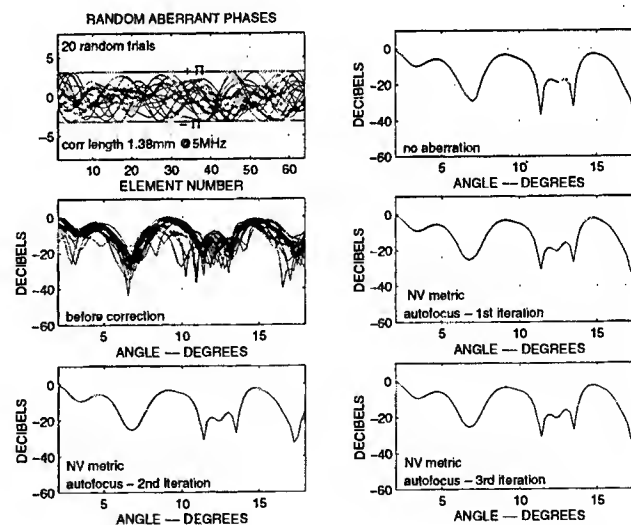 RANDOM ABERRANT PHASES
20 random trials
+ Π
5
0
-5
− Π
corr length 1.38mm @5MHz
10 20 30 40 50 60
ELEMENT NUMBER
DECIBELS
0
-20
-40
-60
no aberration
5 10 15
ANGLE — DEGREES
DECIBELS
0
-20
-40
-60
before correction
5 10 15
ANGLE — DEGREES
DECIBELS
0
-20
-40
-60
NV metric
autofocus – 1st iteration
5 10 15
ANGLE — DEGREES
DECIBELS
0
-20
-40
-60
NV metric
autofocus – 2nd iteration
5 10 15
ANGLE — DEGREES
DECIBELS
0
-20
-40
-60
NV metric
autofocus – 3rd iteration
5 10 15
ANGLE — DEGREES